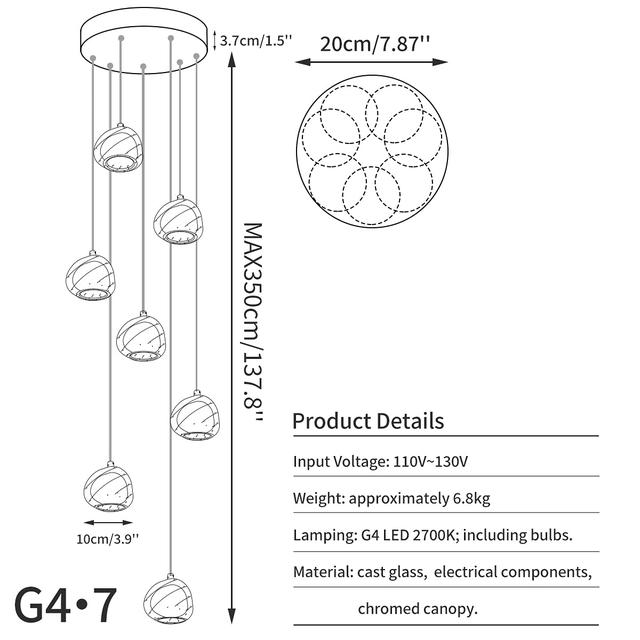 3.7cm/1.5''
20cm/7.87''
MAX350cm/137.8''
10cm/3.9''
G4•7
Product Details
Input Voltage: 110V~130V
Weight: approximately 6.8kg
Lamping: G4 LED 2700K; including bulbs.
Material: cast glass, electrical components,
chromed canopy.